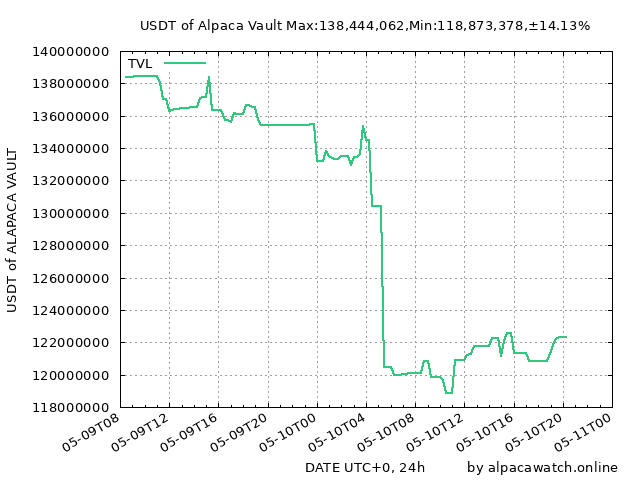 USDT of Alpaca Vault Max:138,444,062,Min:118,873,378,±14.13%
TVL
140000000
138000000
136000000
134000000
132000000
130000000
128000000
126000000
124000000
122000000
120000000
118000000
USDT of ALAPACA VAULT
05-09T08
05-09T12
05-09T16
05-09T20
05-10T00
05-10T04
05-10T08
05-10T12
05-10T16
05-10T20
05-11T00
DATE UTC+0, 24h
by alpacawatch.online